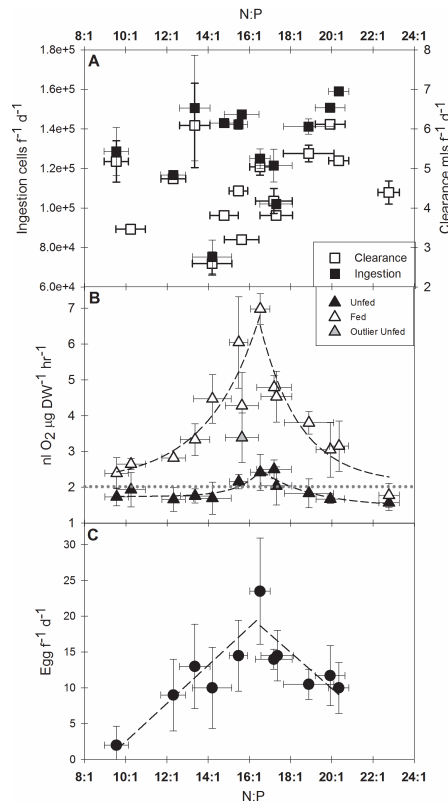 N:P
8:1 10:1 12:1 14:1 16:1 18:1 20:1 22:1 24:1
A
Ingestion cells f⁻¹ d⁻¹
1.8e+5
1.6e+5
1.4e+5
1.2e+5
1.0e+5
8.0e+4
6.0e+4
Clearance mls f⁻¹ d⁻¹
8
7
6
5
4
3
2
Clearance
Ingestion
B
nl O₂ µg DW⁻¹ hr⁻¹
7
6
5
4
3
2
1
Unfed
Fed
Outlier Unfed
C
Egg f⁻¹ d⁻¹
30
25
20
15
10
5
0
8:1 10:1 12:1 14:1 16:1 18:1 20:1 22:1 24:1
N:P